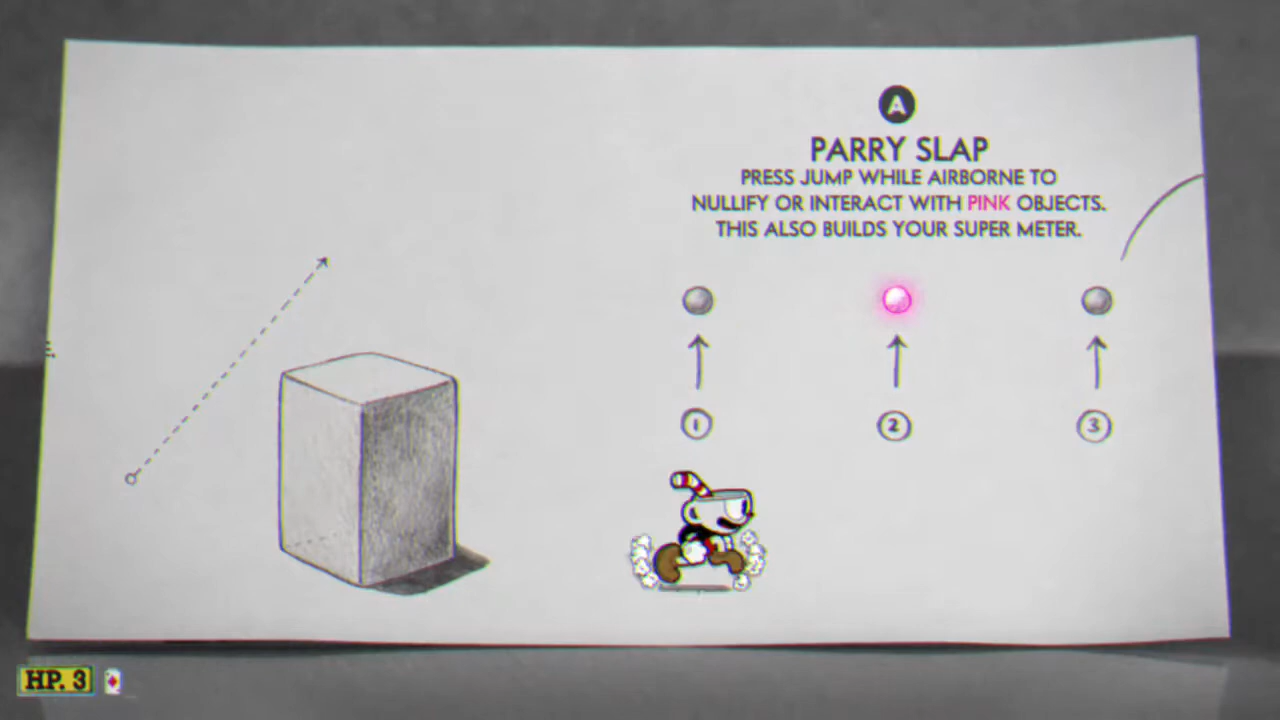 A
PARRY SLAP
PRESS JUMP WHILE AIRBORNE TO
NULLIFY OR INTERACT WITH PINK OBJECTS.
THIS ALSO BUILDS YOUR SUPER METER.
1 2 3
HP. 3